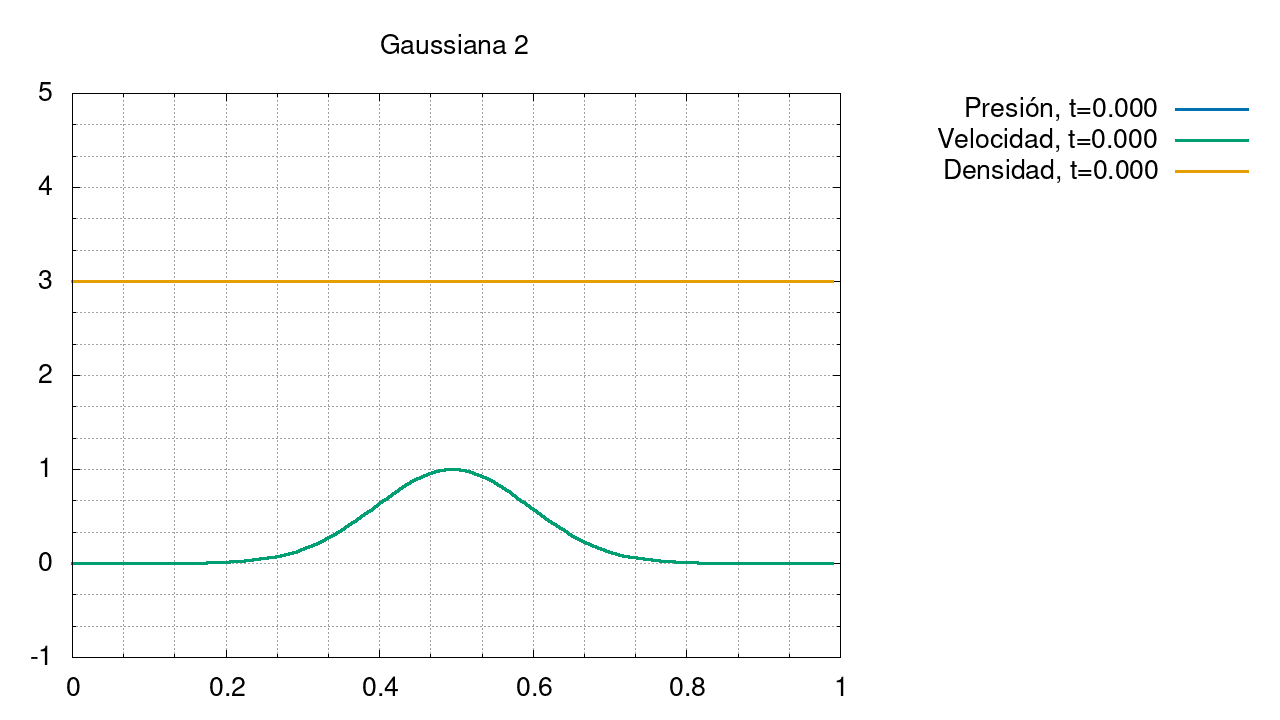 Gaussiana 2
Presión, t=0.000
Velocidad, t=0.000
Densidad, t=0.000
5
4
3
2
1
0
-1
0 0.2 0.4 0.6 0.8 1